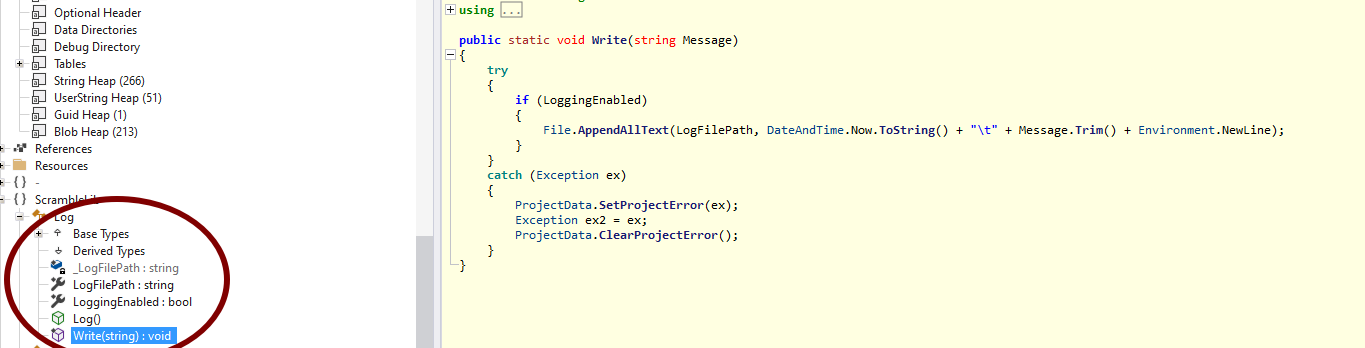 Optional Header
Data Directories
Debug Directory
Tables
String Heap (266)
UserString Heap (51)
Guid Heap (1)
Blob Heap (213)
References
Resources
{ } -
{ }
Log
Base Types
Derived Types
_LogFilePath : string
LogFilePath : string
LoggingEnabled : bool
Log()
Write(string) : void
using ...
public static void Write(string Message)
{
try
{
if (LoggingEnabled)
{
File.AppendAllText(LogFilePath, DateAndTime.Now.ToString() + "\t" + Message.Trim() + Environment.NewLine);
}
}
catch (Exception ex)
{
ProjectData.SetProjectError(ex);
Exception ex2 = ex;
ProjectData.ClearProjectError();
}
}